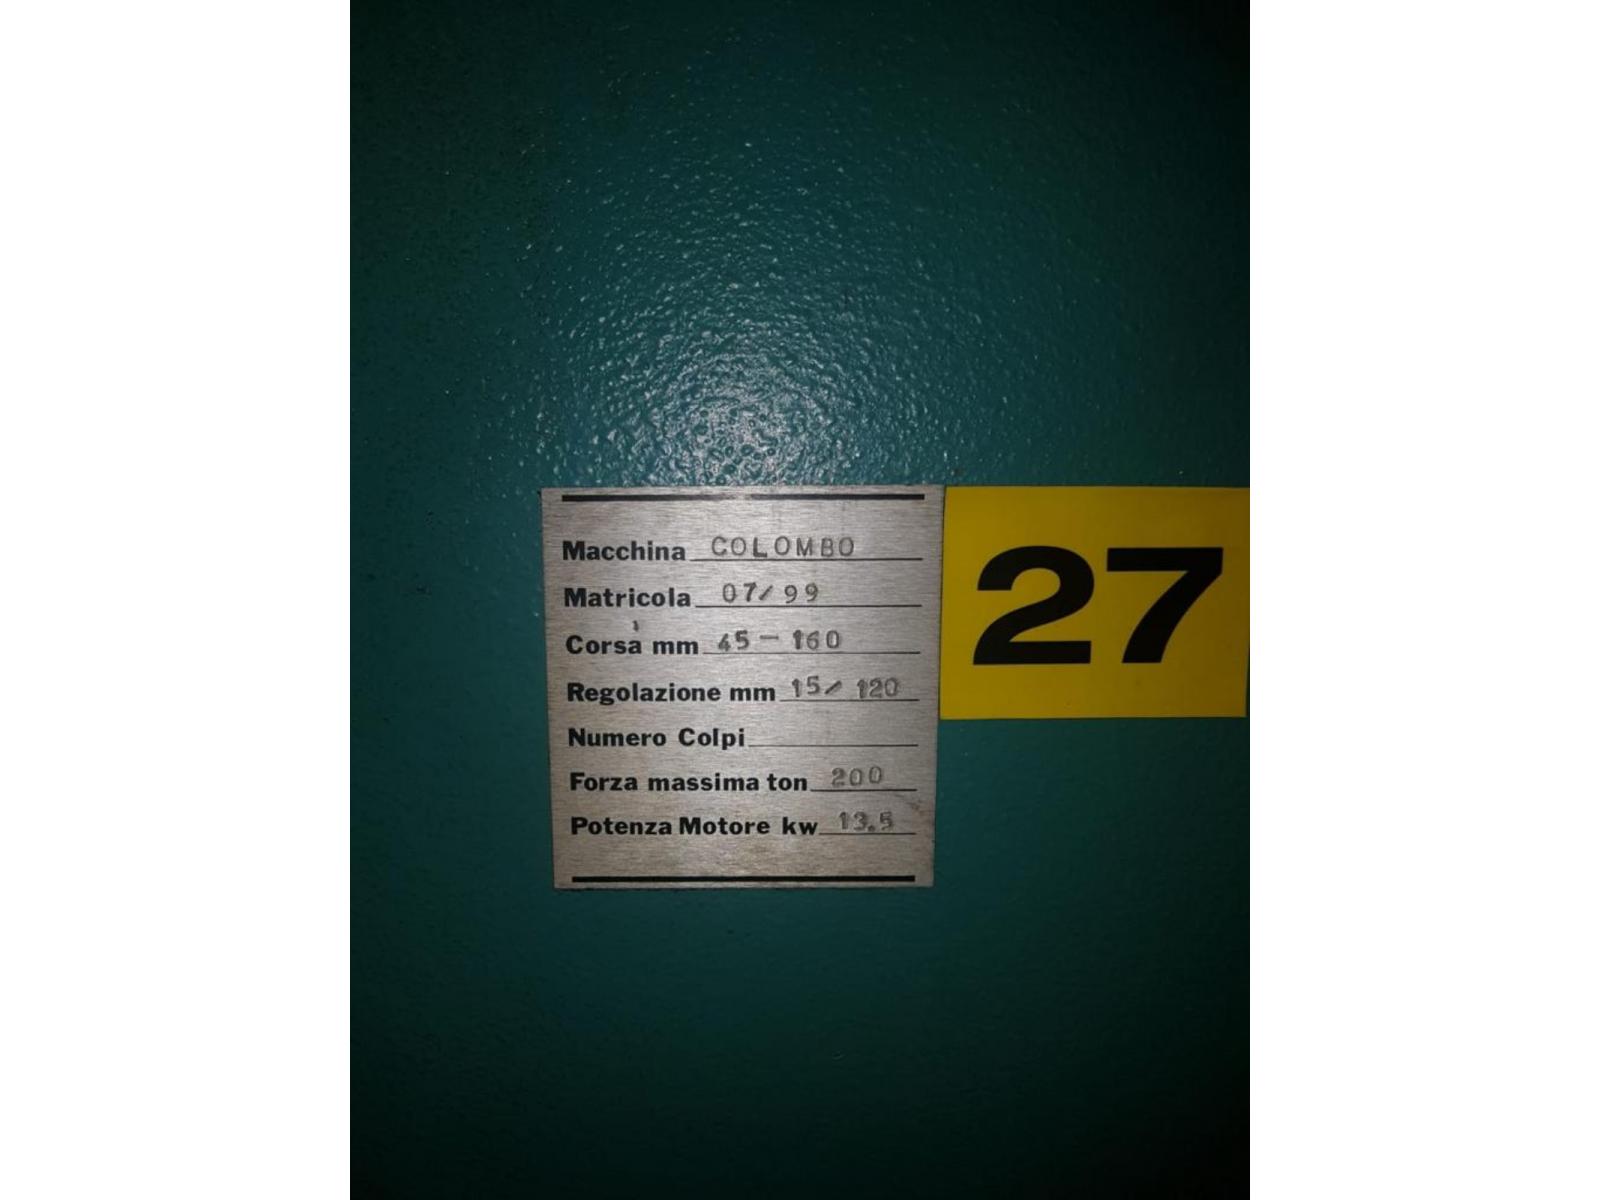 Macchina COLOMBO
Matricola 07/99
Corsa mm 45-160
Regolazione mm 15/120
Numero Colpi
Forza massima ton 200
Potenza Motore kw 13.5
27